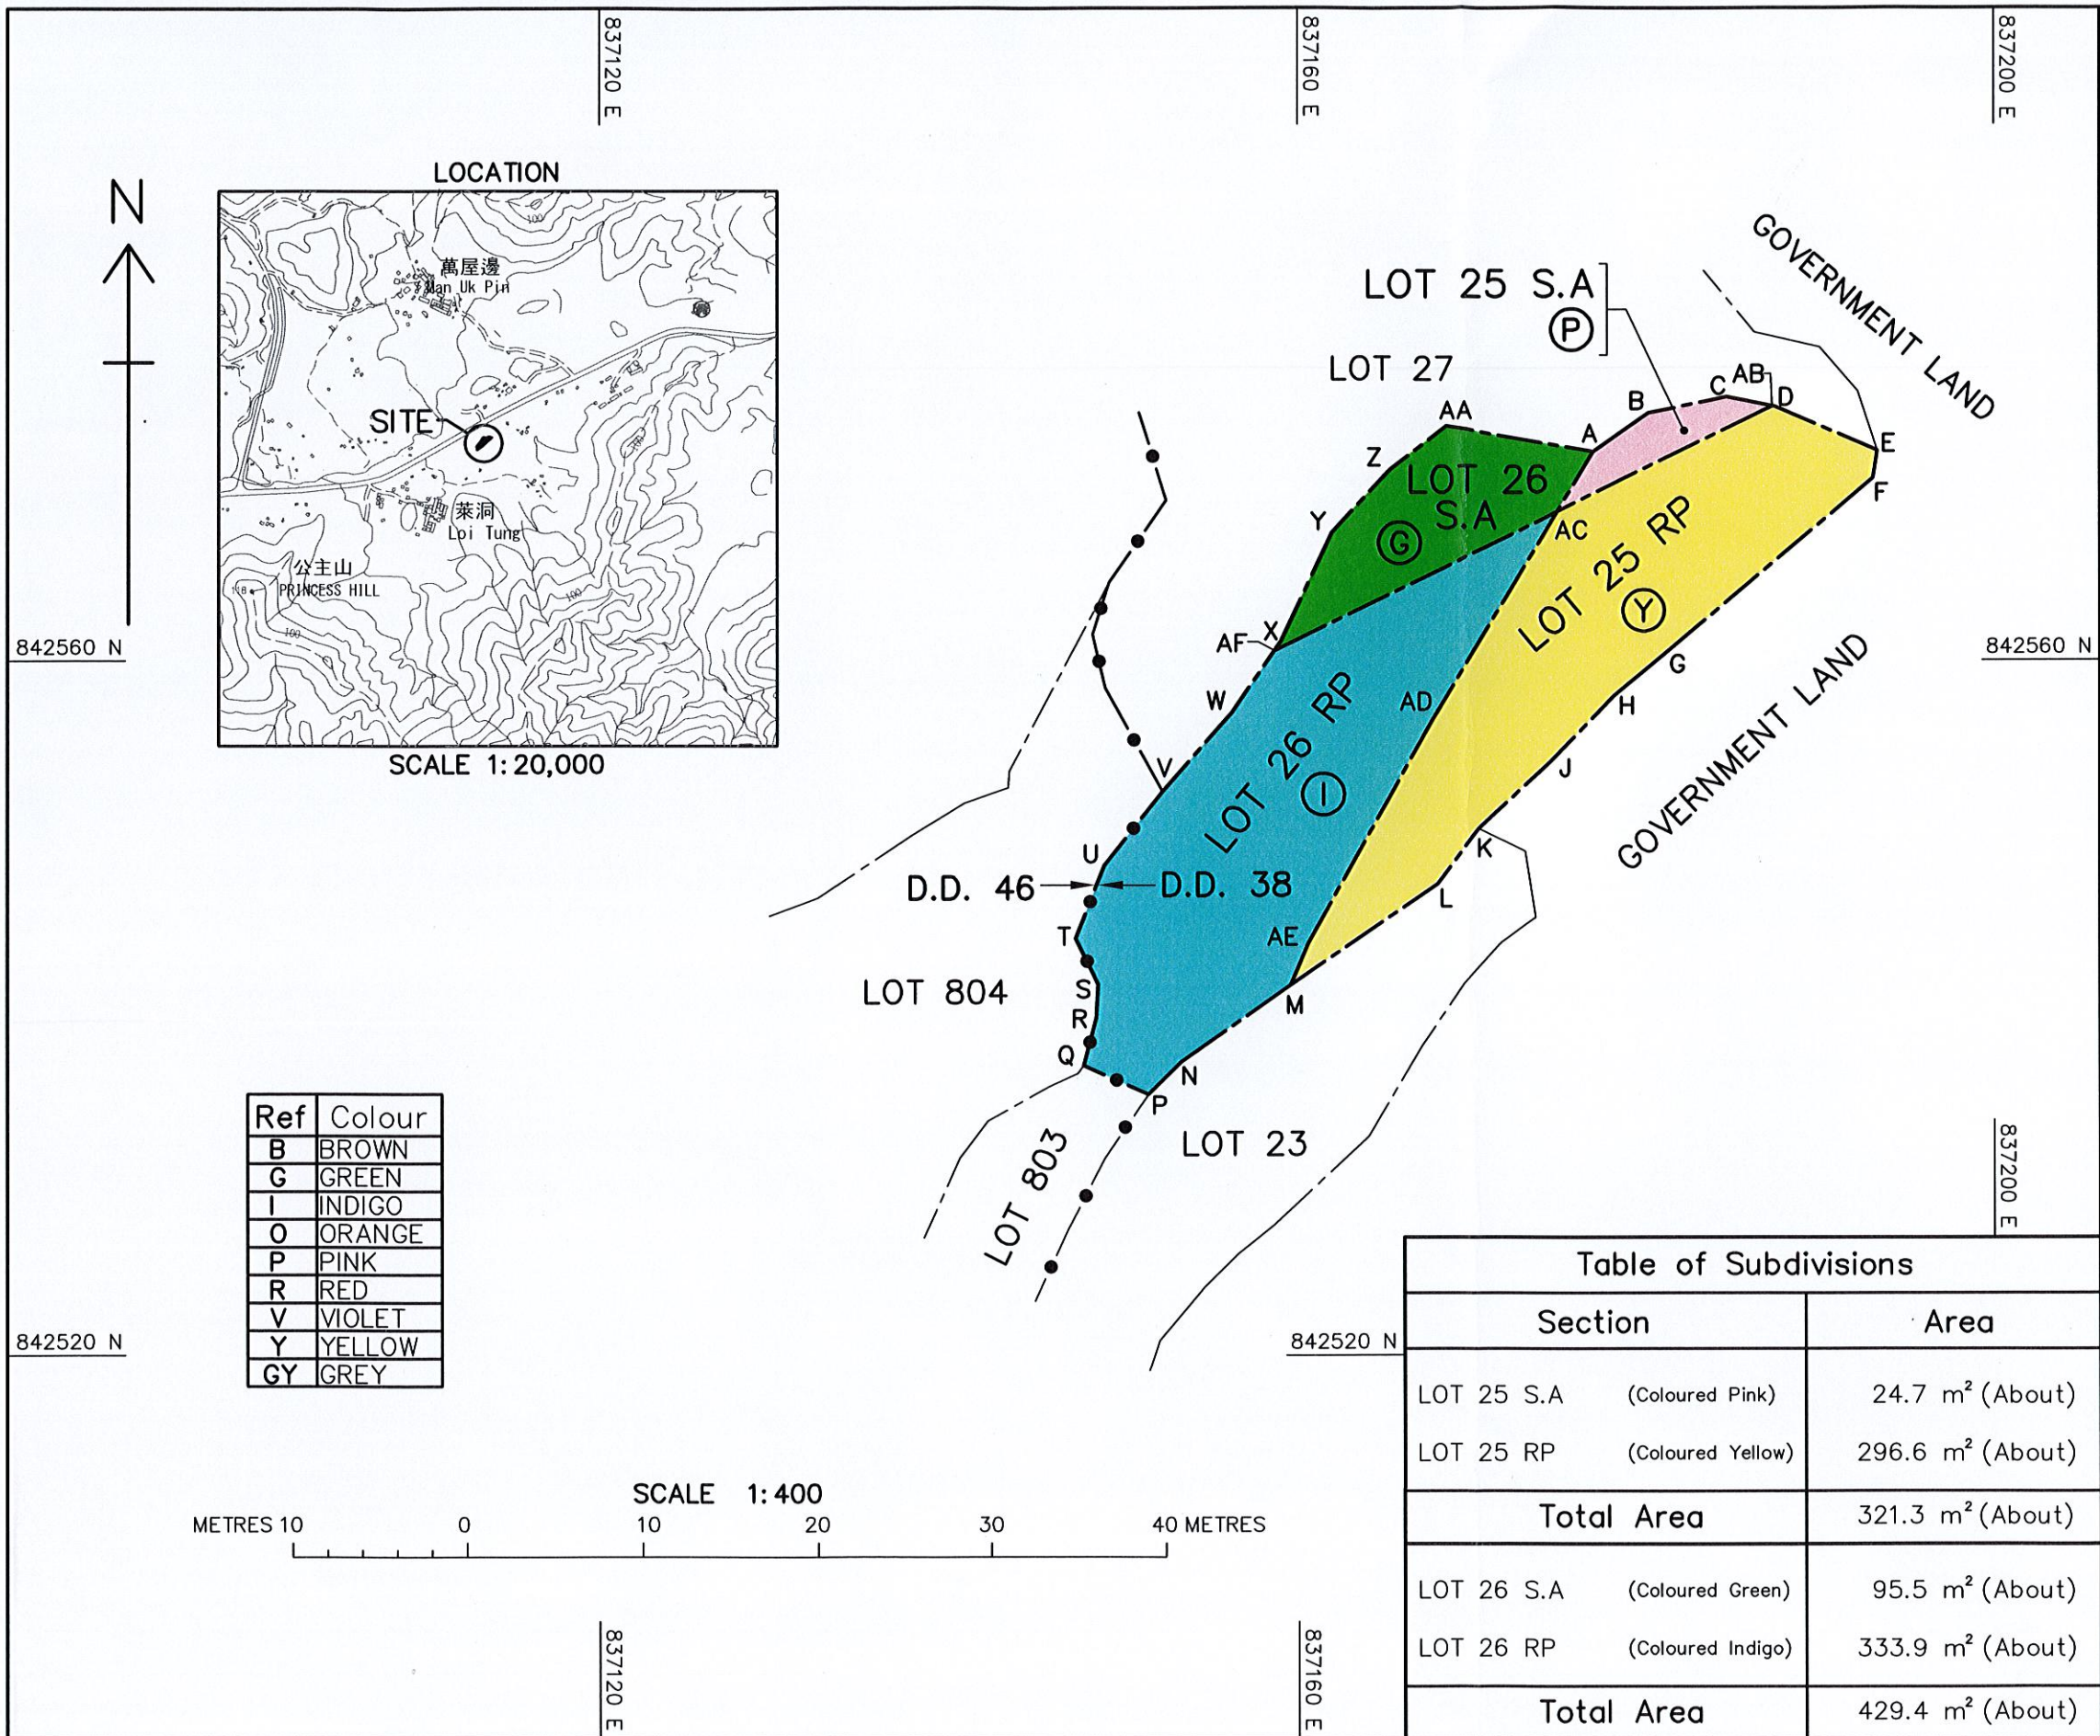 837120 E
837160 E
837200 E
N
LOCATION
100
萬屋邊
Man Uk Pin
SITE
萊洞
Loi Tung
公主山
PRINCESS HILL
118
100
100
100
SCALE 1:20,000
842560 N
842560 N
GOVERNMENT LAND
LOT 25 S.A
P
LOT 27
AA
A
B
C
AB
D
E
F
Z
LOT 26
S.A
G
Y
AC
LOT 25 RP
Y
X
AF
G
W
AD
H
LOT 26 RP
I
J
V
GOVERNMENT LAND
K
U
D.D. 46
D.D. 38
L
T
AE
LOT 804
S
M
R
Q
N
P
LOT 23
LOT 803
Ref Colour
B BROWN
G GREEN
I INDIGO
O ORANGE
P PINK
R RED
V VIOLET
Y YELLOW
GY GREY
837200 E
842520 N
842520 N
Table of Subdivisions
Section Area
LOT 25 S.A (Coloured Pink) 24.7 m² (About)
LOT 25 RP (Coloured Yellow) 296.6 m² (About)
Total Area 321.3 m² (About)
LOT 26 S.A (Coloured Green) 95.5 m² (About)
LOT 26 RP (Coloured Indigo) 333.9 m² (About)
Total Area 429.4 m² (About)
SCALE 1:400
METRES 10 0 10 20 30 40 METRES
837120 E
837160 E